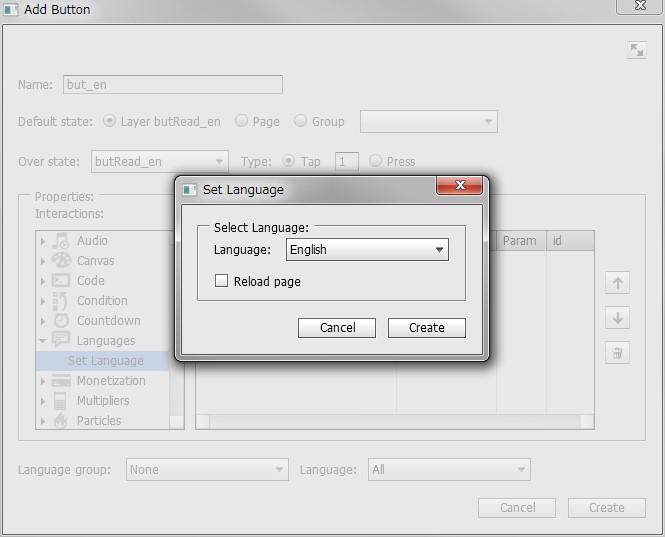 Add Button
Name: but_en
Default state: Layer butRead_en Page Group
Over state: butRead_en Type: Tap 1 Press
Set Language
Properties:
Interactions:
Select Language:
Language: English
Reload page
Cancel Create
Param id
Audio
Canvas
Code
Condition
Countdown
Languages
Set Language
Monetization
Multipliers
Particles
Language group: None Language: All
Cancel Create